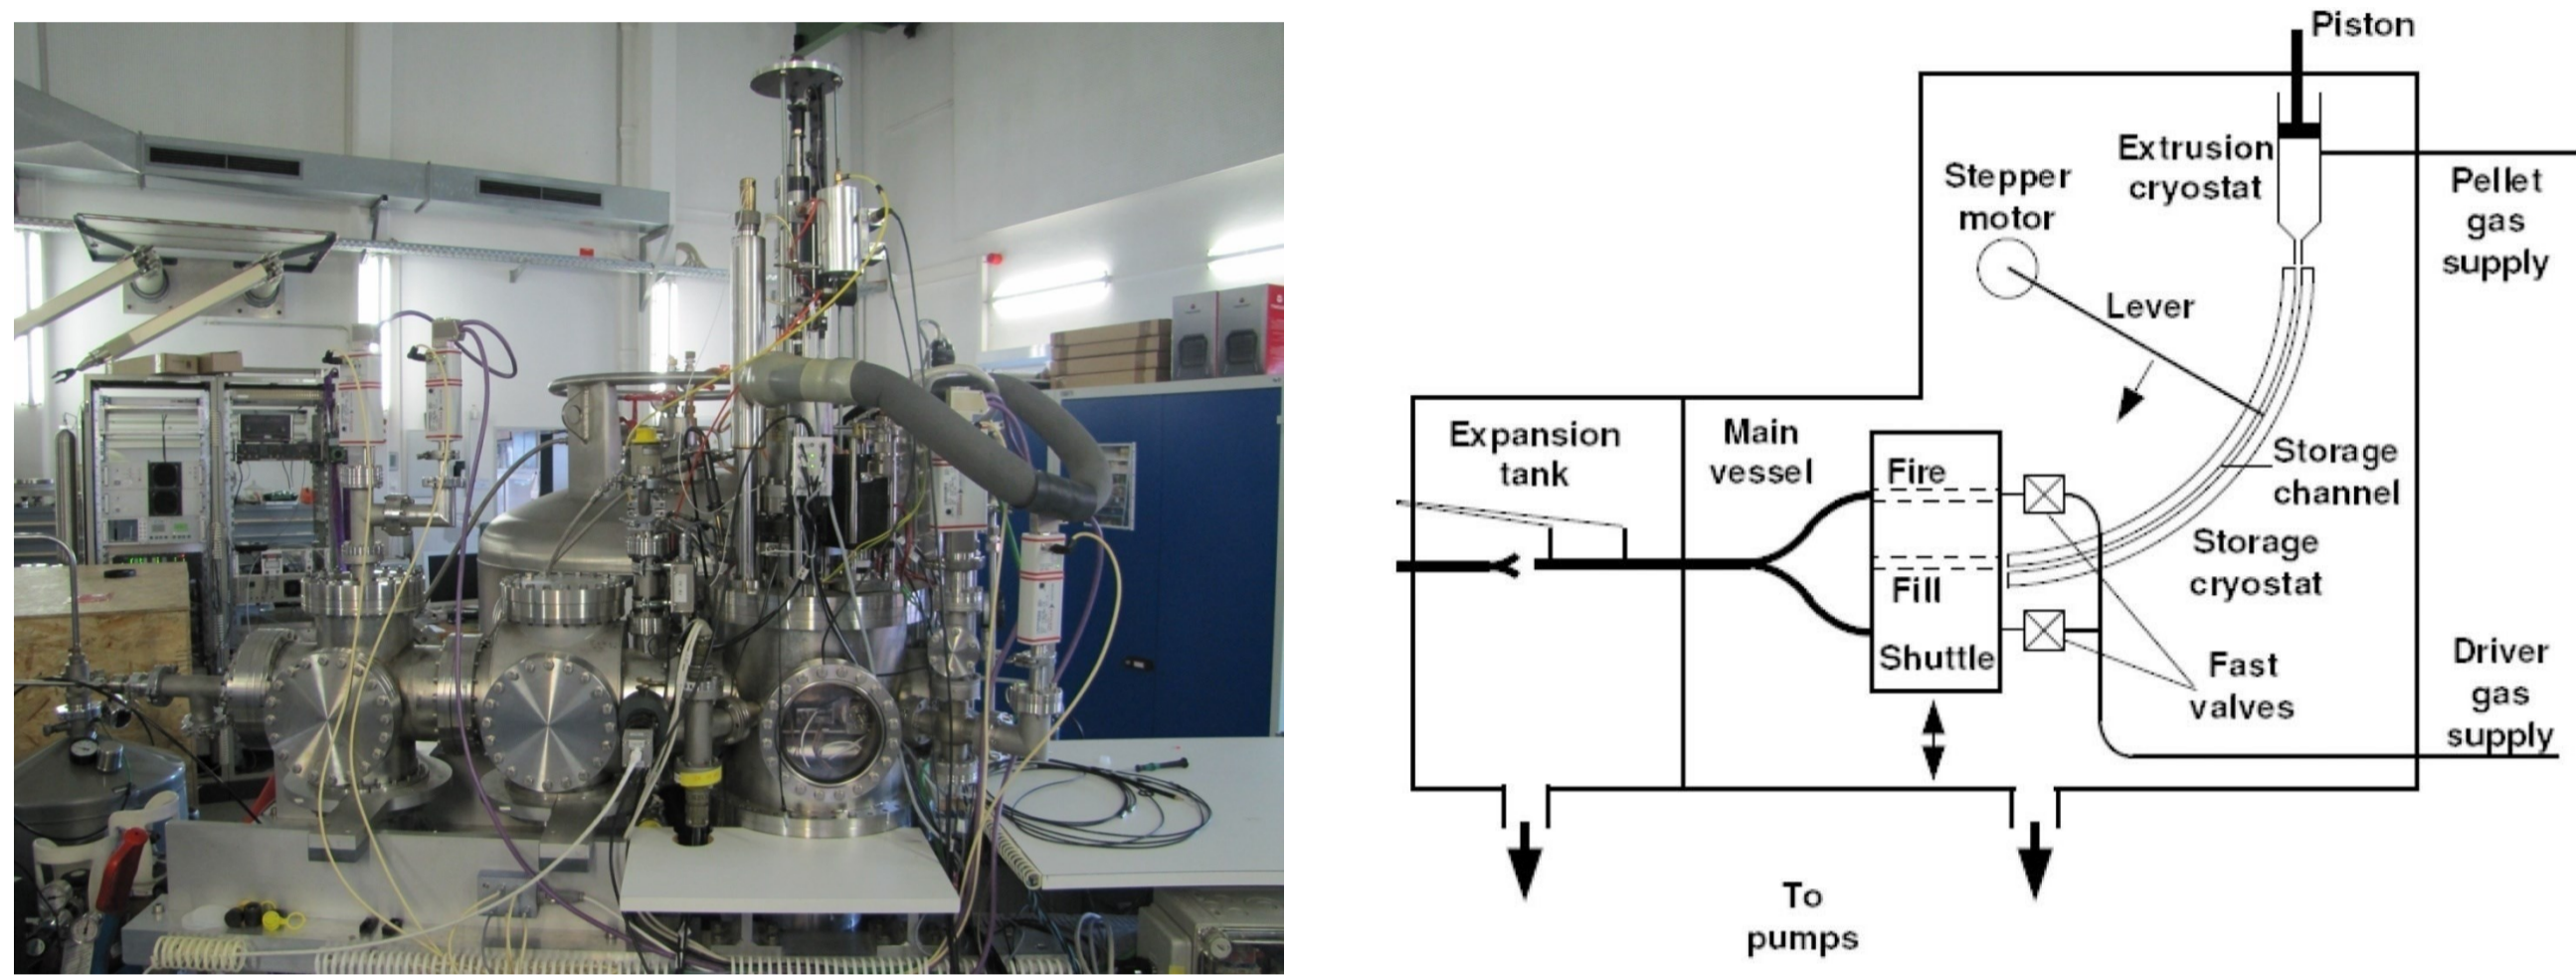 Piston
Extrusion
cryostat
Stepper
motor
Pellet
gas
supply
Lever
Expansion
tank
Main
vessel
Fire
Storage
channel
Storage
cryostat
Fill
Shuttle
Fast
valves
Driver
gas
supply
To
pumps